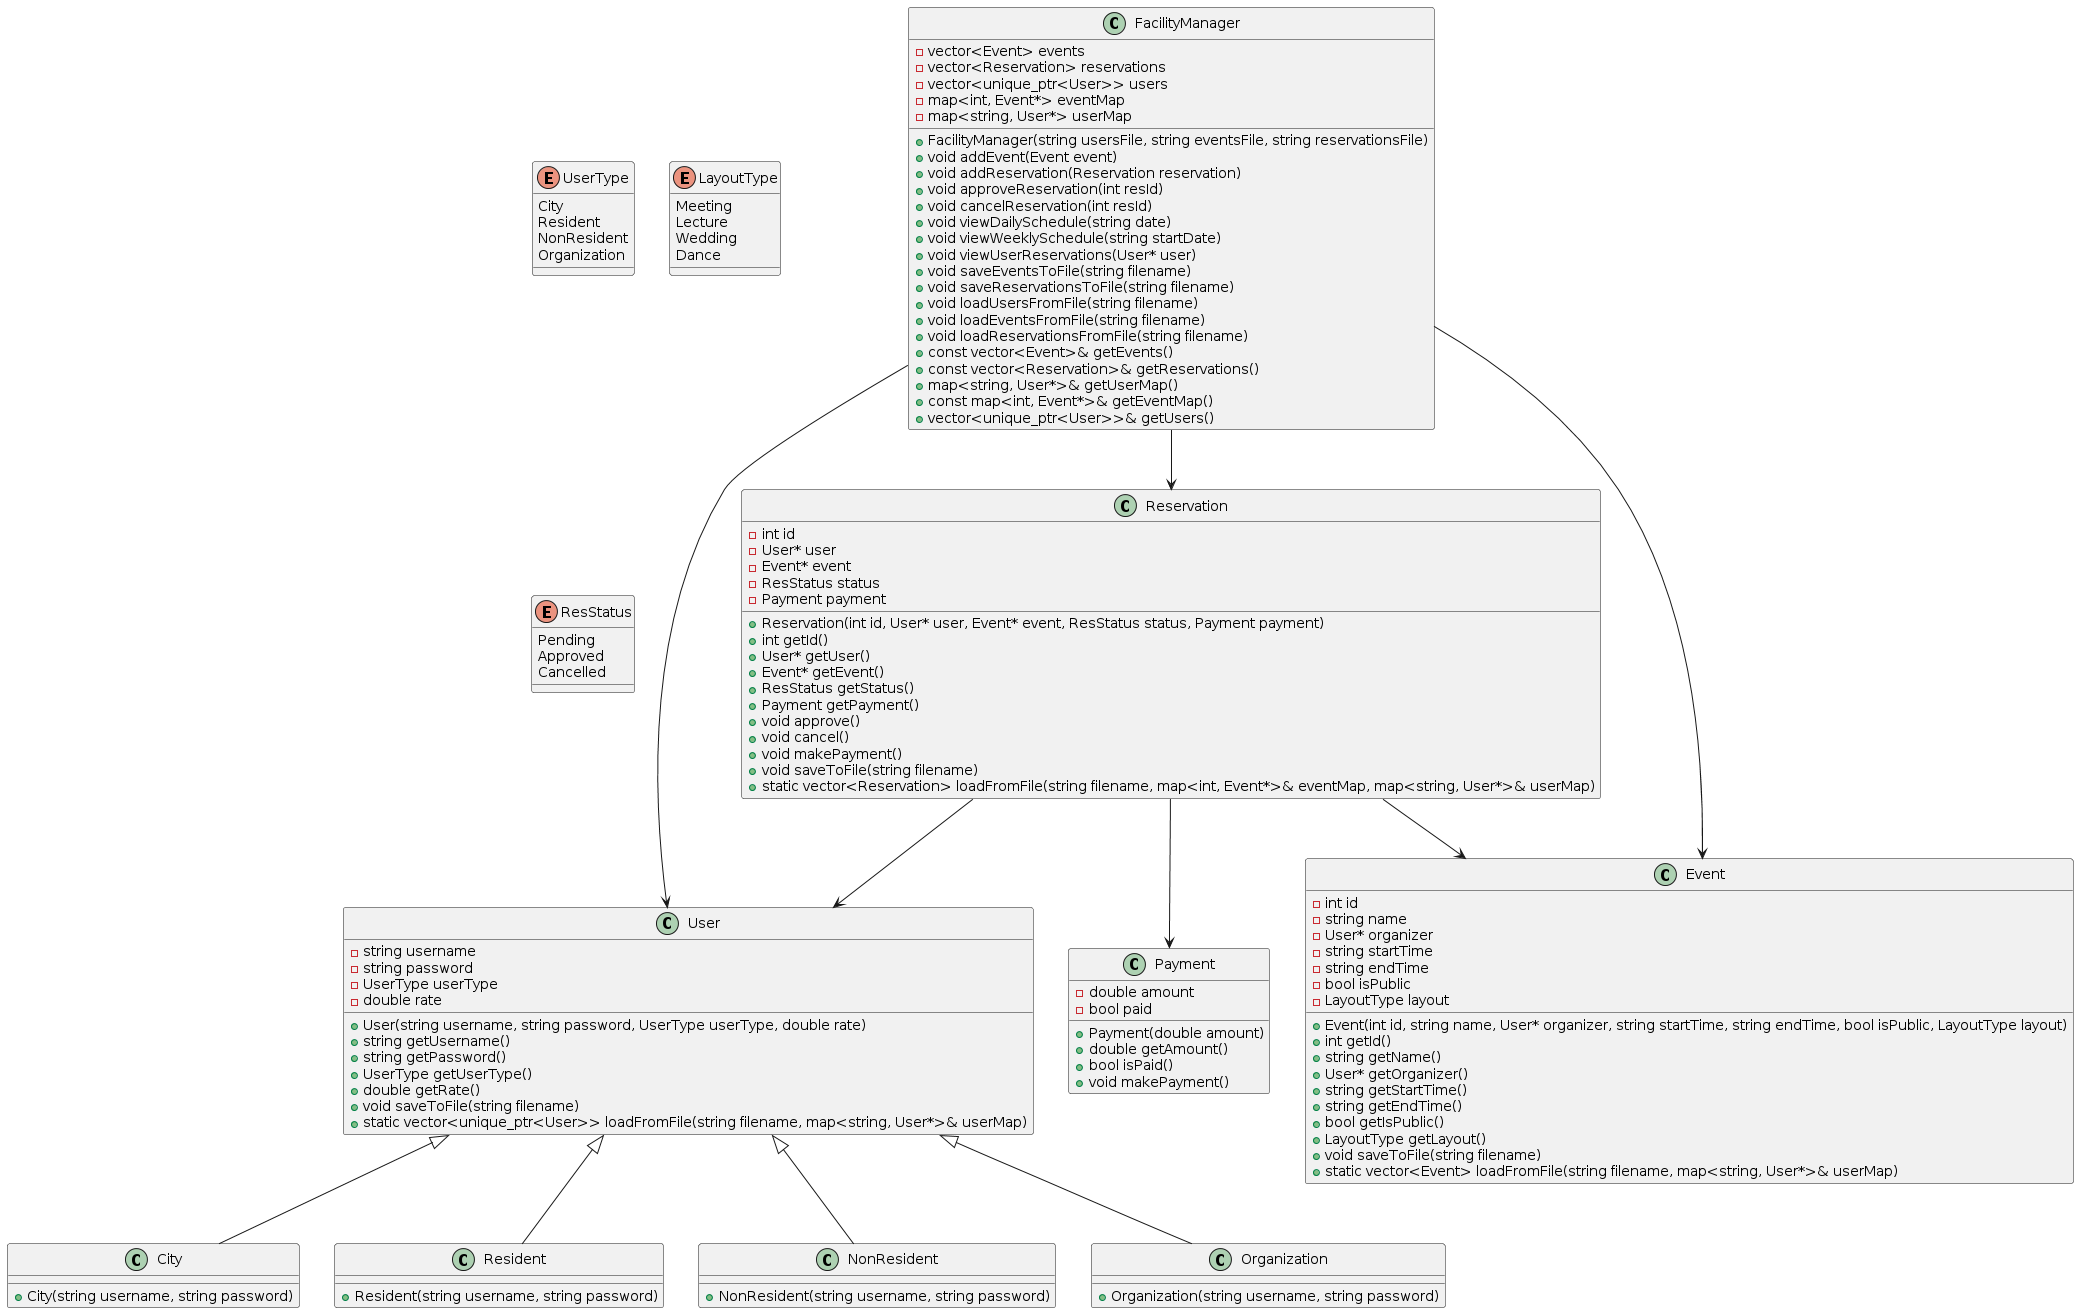 FacilityManager
vector<Event> events
vector<Reservation> reservations
vector<unique_ptr<User>> users
map<int, Event*> eventMap
map<string, User*> userMap
FacilityManager(string usersFile, string eventsFile, string reservationsFile)
void addEvent(Event event)
void addReservation(Reservation reservation)
void approveReservation(int resId)
void cancelReservation(int resId)
void viewDailySchedule(string date)
void viewWeeklySchedule(string startDate)
void viewUserReservations(User* user)
void saveEventsToFile(string filename)
void saveReservationsToFile(string filename)
void loadUsersFromFile(string filename)
void loadEventsFromFile(string filename)
void loadReservationsFromFile(string filename)
const vector<Event>& getEvents()
const vector<Reservation>& getReservations()
map<string, User*>& getUserMap()
const map<int, Event*>& getEventMap()
vector<unique_ptr<User>>& getUsers()
E UserType
City
Resident
NonResident
Organization
E LayoutType
Meeting
Lecture
Wedding
Dance
E ResStatus
Pending
Approved
Cancelled
C Reservation
int id
User* user
Event* event
ResStatus status
Payment payment
Reservation(int id, User* user, Event* event, ResStatus status, Payment payment)
int getId()
User* getUser()
Event* getEvent()
ResStatus getStatus()
Payment getPayment()
void approve()
void cancel()
void makePayment()
void saveToFile(string filename)
static vector<Reservation> loadFromFile(string filename, map<int, Event*>& eventMap, map<string, User*>& userMap)
C User
string username
string password
UserType userType
double rate
User(string username, string password, UserType userType, double rate)
string getUsername()
string getPassword()
UserType getUserType()
double getRate()
void saveToFile(string filename)
static vector<unique_ptr<User>> loadFromFile(string filename, map<string, User*>& userMap)
C Payment
double amount
bool paid
Payment(double amount)
double getAmount()
bool isPaid()
void makePayment()
C Event
int id
string name
User* organizer
string startTime
string endTime
bool isPublic
LayoutType layout
Event(int id, string name, User* organizer, string startTime, string endTime, bool isPublic, LayoutType layout)
int getId()
string getName()
User* getOrganizer()
string getStartTime()
string getEndTime()
bool getIsPublic()
LayoutType getLayout()
void saveToFile(string filename)
static vector<Event> loadFromFile(string filename, map<string, User*>& userMap)
C City
City(string username, string password)
C Resident
Resident(string username, string password)
C NonResident
NonResident(string username, string password)
C Organization
Organization(string username, string password)